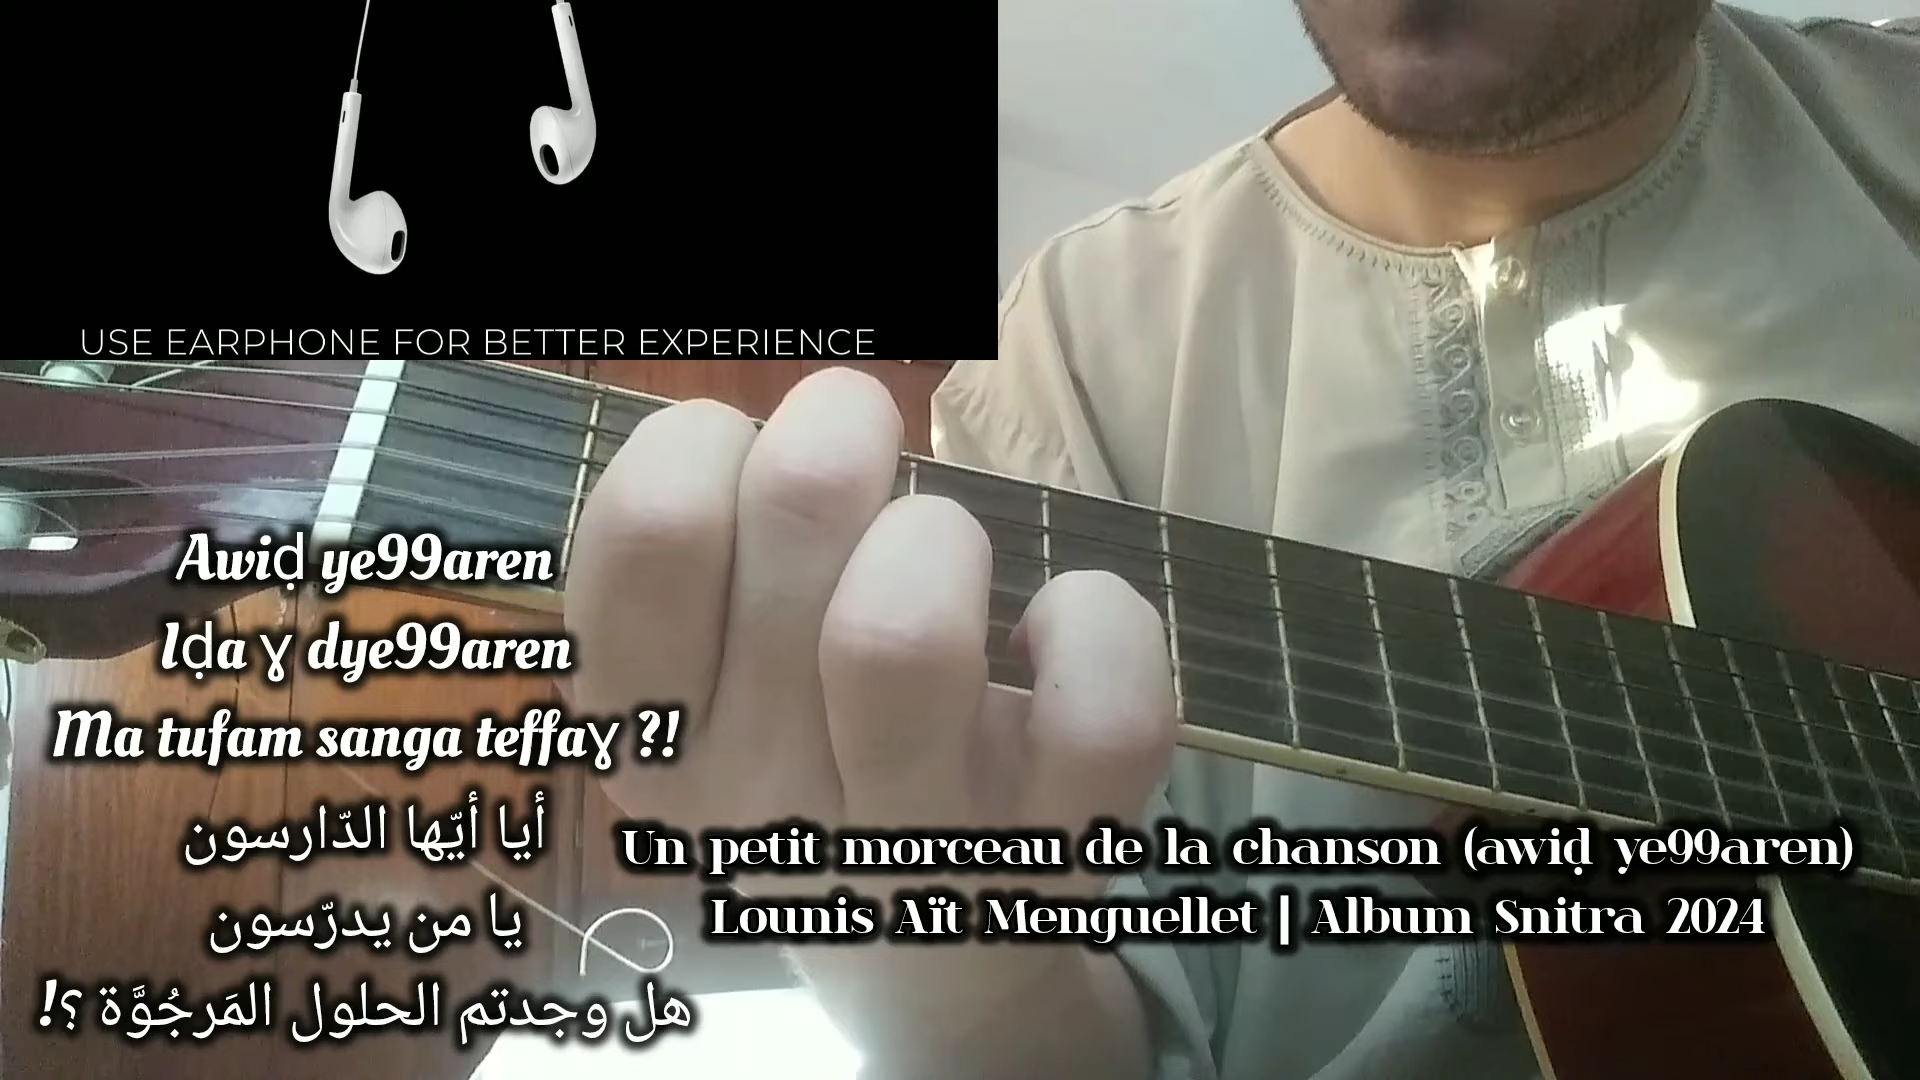 USE EARPHONE FOR BETTER EXPERIENCE
Awiḍ ye99aren
Iḍa ɣ dye99aren
Ma tufam sanga teffaɣ ?!
أيا أيّها الدّارسون
يا من يدرّسون
هل وجدتم الحلول المَرجُوَّة ؟!
Un petit morceau de la chanson (awiḍ ye99aren)
Lounis Aït Menguellet | Album Snitra 2024